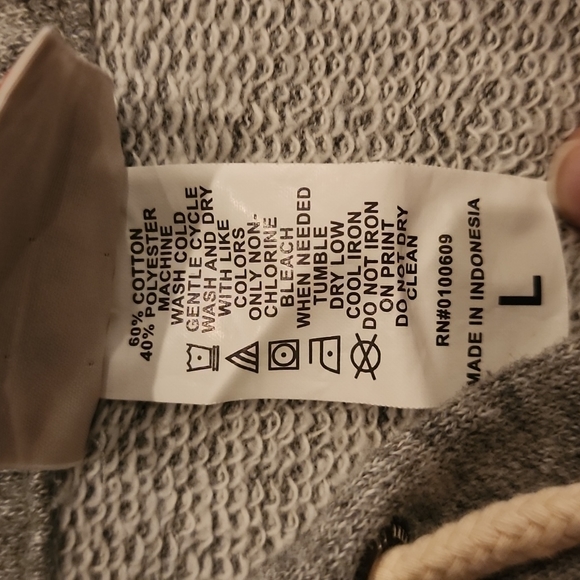 60% COTTON
40% POLYESTER
MACHINE
WASH COLD
GENTLE CYCLE
WASH AND DRY
WITH LIKE
COLORS
ONLY NON-
CHLORINE
BLEACH
WHEN NEEDED
TUMBLE
DRY LOW
COOL IRON
DO NOT IRON
ON PRINT
DO NOT DRY
CLEAN
RN#0100609
MADE IN INDONESIA
L